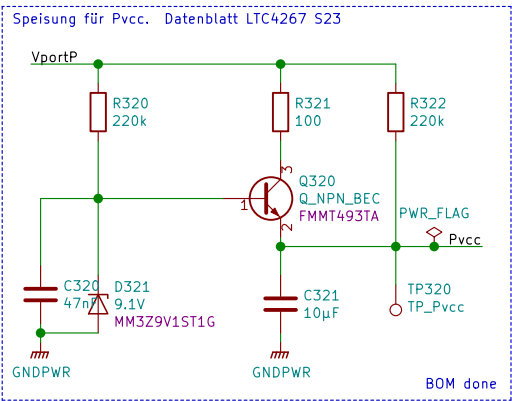 Speisung für Pvcc.  Datenblatt LTC4267 S23
VportP
R320
220k
R321
100
R322
220k
3
Q320
Q_NPN_BEC
FMMT493TA
1
2
PWR_FLAG
Pvcc
C320
47nF
D321
9.1V
MM3Z9V1ST1G
C321
10µF
TP320
TP_Pvcc
GNDPWR
GNDPWR
BOM done